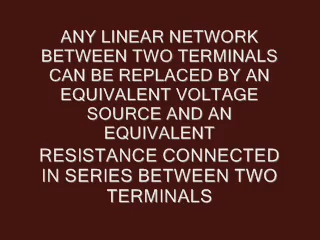 ANY LINEAR NETWORK
BETWEEN TWO TERMINALS
CAN BE REPLACED BY AN
EQUIVALENT VOLTAGE
SOURCE AND AN
EQUIVALENT
RESISTANCE CONNECTED
IN SERIES BETWEEN TWO
TERMINALS